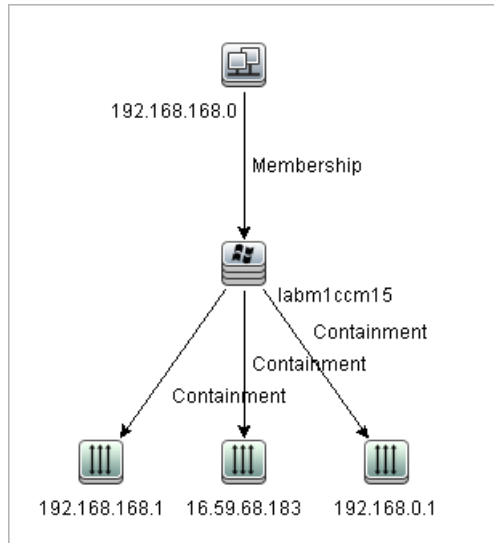 192.168.168.0
Membership
labm1ccm15
Containment
Containment
Containment
192.168.168.1
16.59.68.183
192.168.0.1